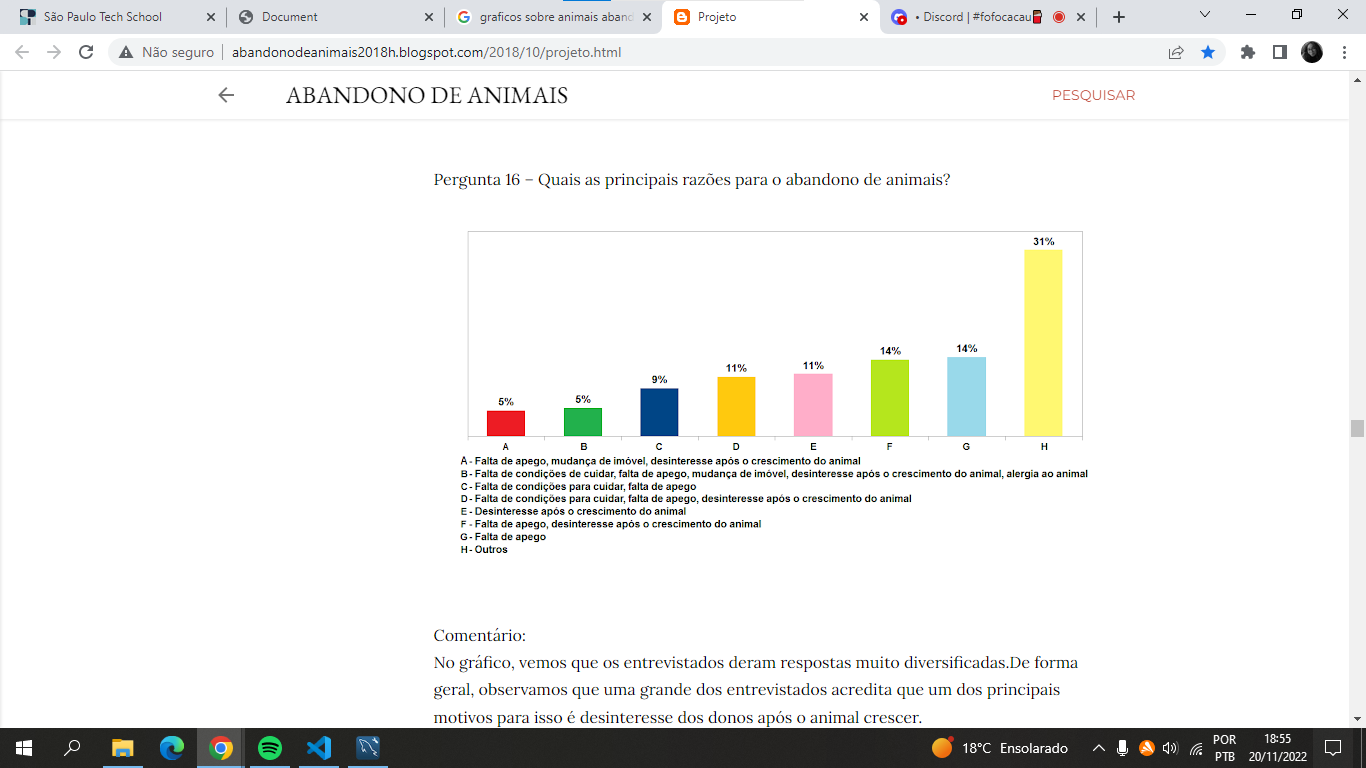 São Paulo Tech School
Document
graficos sobre animais aband
Projeto
• Discord | #fofocacau
Não seguro
abandonodeanimais2018h.blogspot.com/2018/10/projeto.html
ABANDONO DE ANIMAIS
PESQUISAR
Pergunta 16 – Quais as principais razões para o abandono de animais?
31%
14%
14%
11%
11%
9%
5%
5%
A B C D E F G H
A - Falta de apego, mudança de imóvel, desinteresse após o crescimento do animal
B - Falta de condições de cuidar, falta de apego, mudança de imóvel, desinteresse após o crescimento do animal, alergia ao animal
C - Falta de condições para cuidar, falta de apego
D - Falta de condições para cuidar, falta de apego, desinteresse após o crescimento do animal
E - Desinteresse após o crescimento do animal
F - Falta de apego, desinteresse após o crescimento do animal
G - Falta de apego
H - Outros
Comentário:
No gráfico, vemos que os entrevistados deram respostas muito diversificadas.De forma
geral, observamos que uma grande dos entrevistados acredita que um dos principais
motivos para isso é desinteresse dos donos após o animal crescer.
18°C Ensolarado
POR
PTB
18:55
20/11/2022